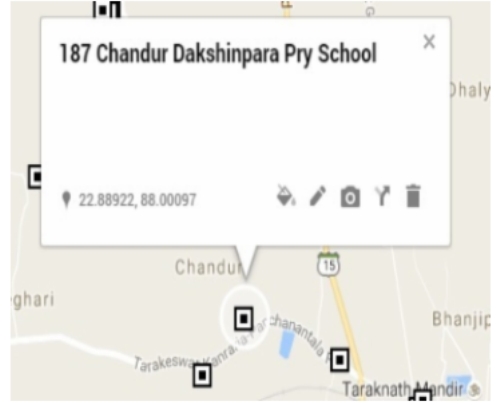 187 Chandur Dakshinpara Pry School
Dhaly
22.88922, 88.00097
Chandur
15
ghari
Bhanjip
Tarakeswar
Taraknath Mandir